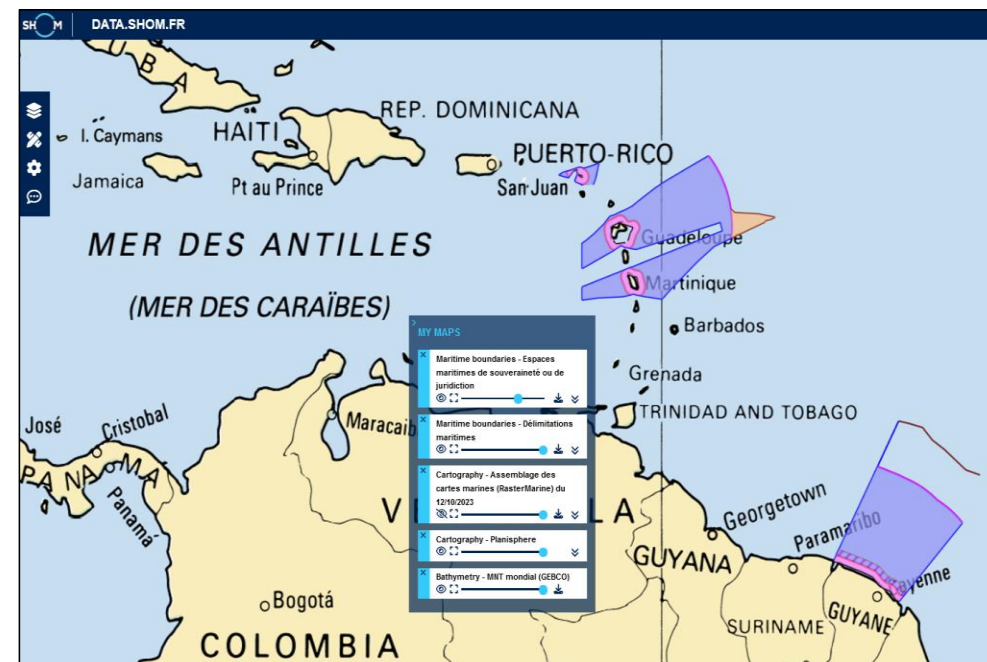 SHOM DATA.SHOM.FR
UBA
REP. DOMINICANA
I. Caymans
HAITI
PUERTO-RICO
Jamaica
Pt au Prince
San Juan
MER DES ANTILLES
Guadeloupe
Martinique
(MER DES CARAÏBES)
Barbados
MY MAPS
Maritime boundaries - Espaces
maritimes de souveraineté ou de
juridiction
Grenada
TRINIDAD AND TOBAGO
José
Cristobal
Maracaib
Maritime boundaries - Délimitations
maritimes
PANAMA
Panamá
Cartography - Assemblage des
cartes marines (RasterMarine) du
12/10/2023
V
LA
Georgetown
Paramaribo
Cartography - Planisphere
GUYANA
Cayenne
Bathymetry - MNT mondial (GEBCO)
Bogotá
GUYANE
SURINAME
COLOMBIA